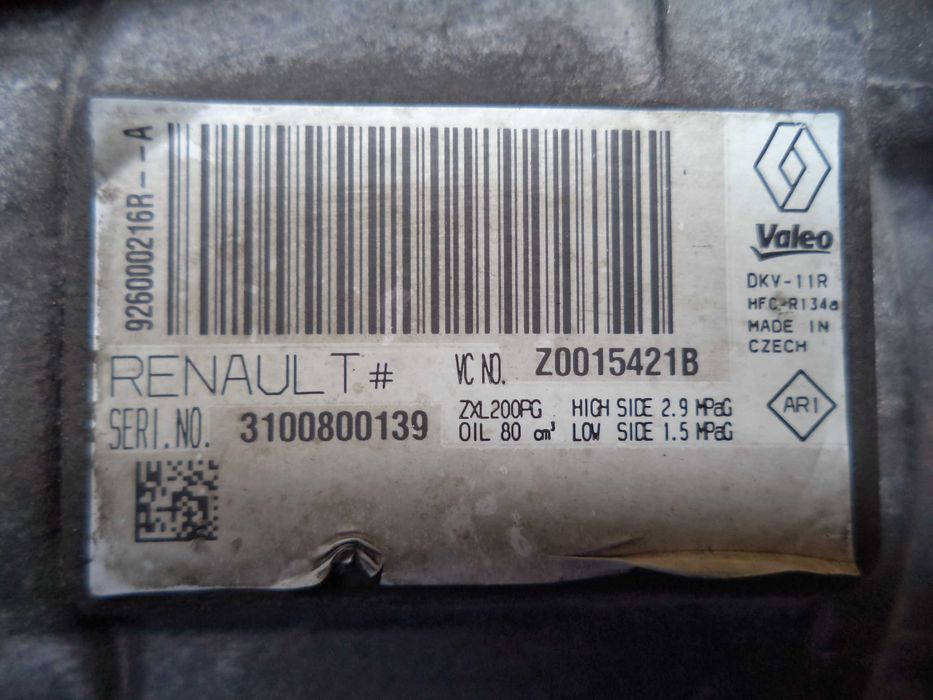 926000216R---A
Valeo
DKV-11R
HFC-R134a
MADE IN
CZECH
RENAULT #
VC NO. Z0015421B
SERI.NO. 3100800139
ZXL200PG HIGH SIDE 2.9 MPaG
OIL 80 cm³ LOW SIDE 1.5 MPaG
AR1